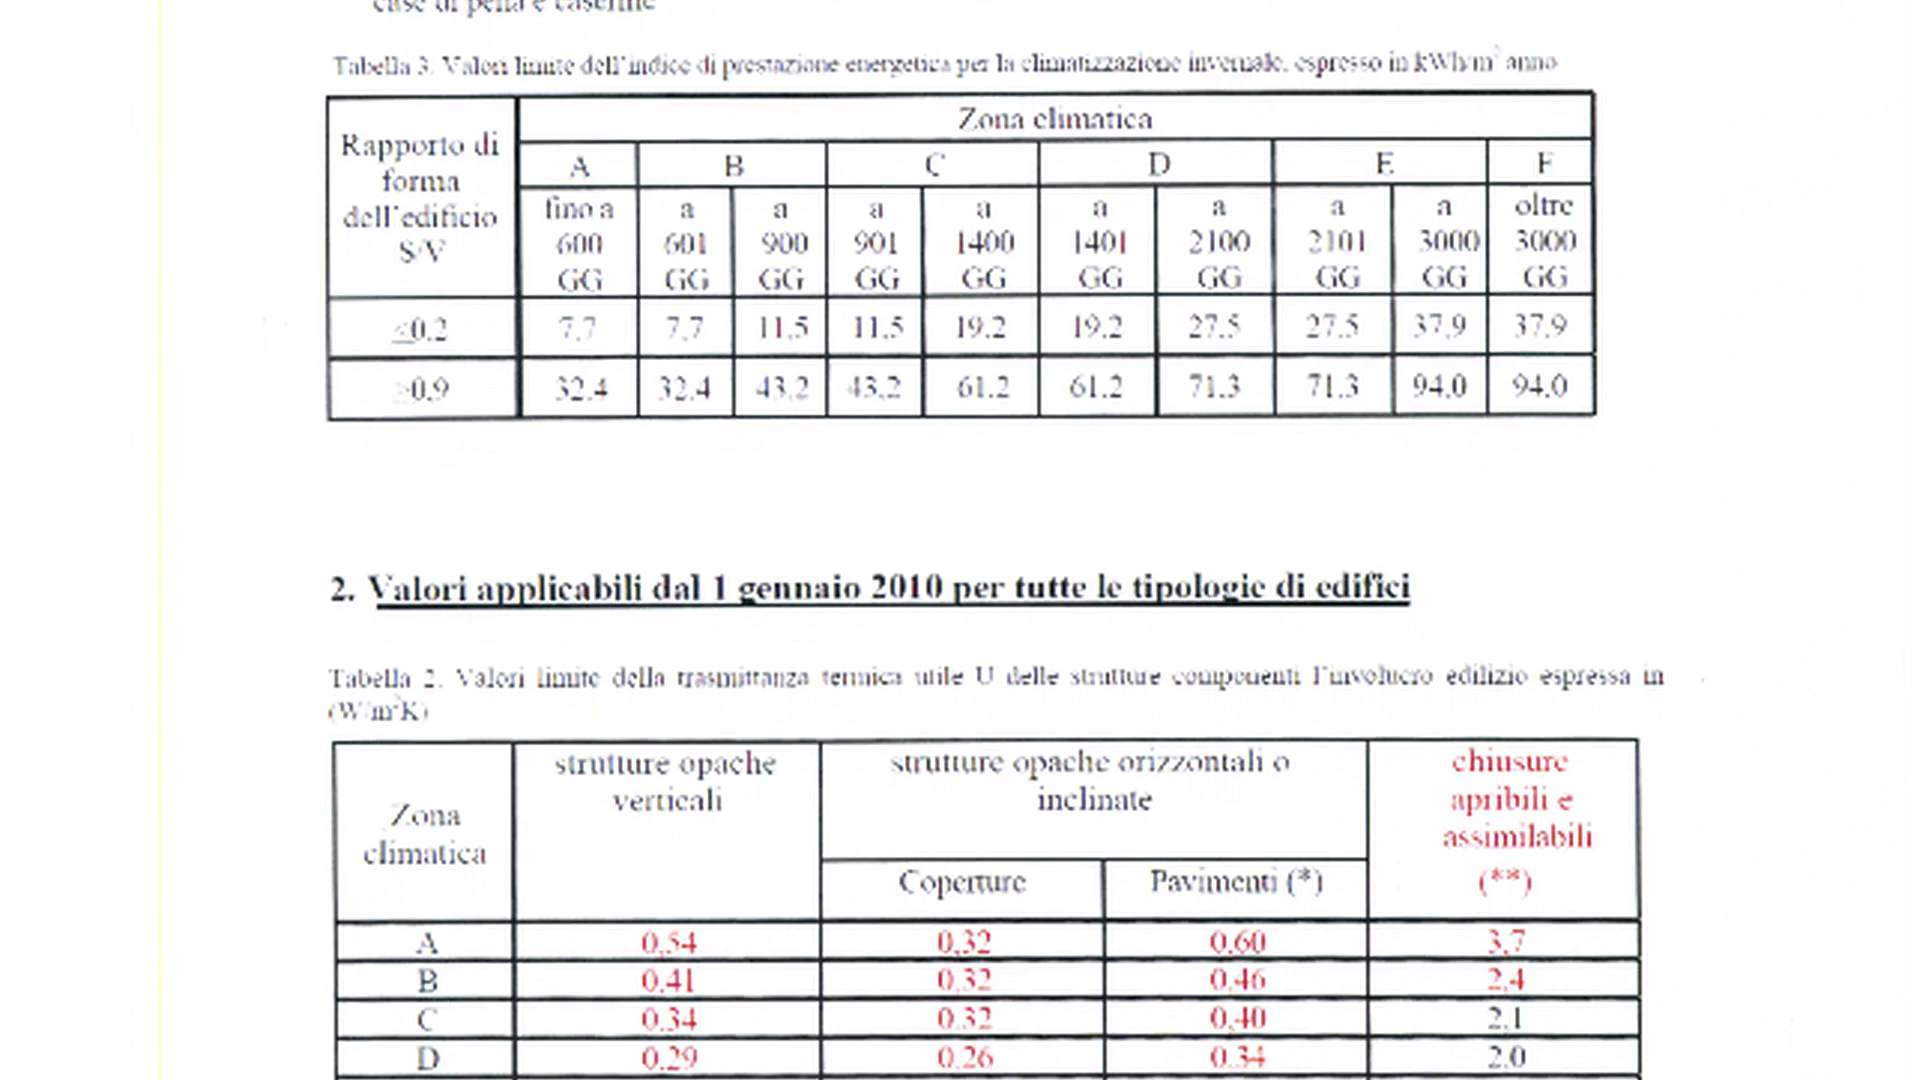 case di pena e caserme
Tabella 3. Valori limite dell'indice di prestazione energetica per la climatizzazione invernale, espresso in kWh/m² anno
Rapporto di forma dell'edificio S/V
Zona climatica
A B C D E F
fino a 600 GG a 601 GG a 900 GG a 901 GG a 1400 GG a 1401 GG a 2100 GG a 2101 GG a 3000 GG oltre 3000 GG
≤0,2 7,7 7,7 11,5 11,5 19,2 19,2 27,5 27,5 37,9 37,9
>0,9 32,4 32,4 43,2 43,2 61,2 61,2 71,3 71,3 94,0 94,0
2. Valori applicabili dal 1 gennaio 2010 per tutte le tipologie di edifici
Tabella 2. Valori limite della trasmittanza termica utile U delle strutture componenti l'involucro edilizio espressa in
(W/m²K)
Zona climatica
strutture opache verticali
strutture opache orizzontali o inclinate
chiusure apribili e assimilabili (**)
Coperture Pavimenti (*)
A 0,54 0,32 0,60 3,7
B 0,41 0,32 0,46 2,4
C 0,34 0,32 0,40 2,1
D 0,29 0,26 0,34 2,0